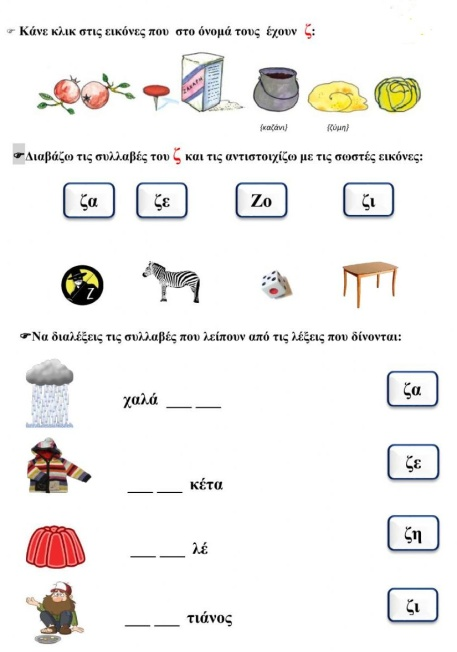 ☞ Κάνε κλικ στις εικόνες που στο όνομά τους έχουν ζ:
ΖΑΧΑΡΗ
{καζάνι} {ζύμη}
☞Διαβάζω τις συλλαβές του ζ και τις αντιστοιχίζω με τις σωστές εικόνες:
ζα ζε Ζο ζι
Z
☞Να διαλέξεις τις συλλαβές που λείπουν από τις λέξεις που δίνονται:
χαλά ___ ___ ζα
___ ___ κέτα ζε
___ ___ λέ ζη
___ ___ τιάνος ζι